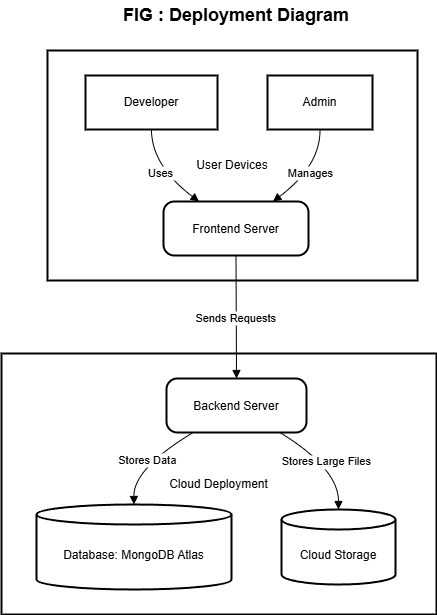 FIG : Deployment Diagram
Developer
Admin
User Devices
Uses
Manages
Frontend Server
Sends Requests
Backend Server
Stores Data
Stores Large Files
Cloud Deployment
Database: MongoDB Atlas
Cloud Storage